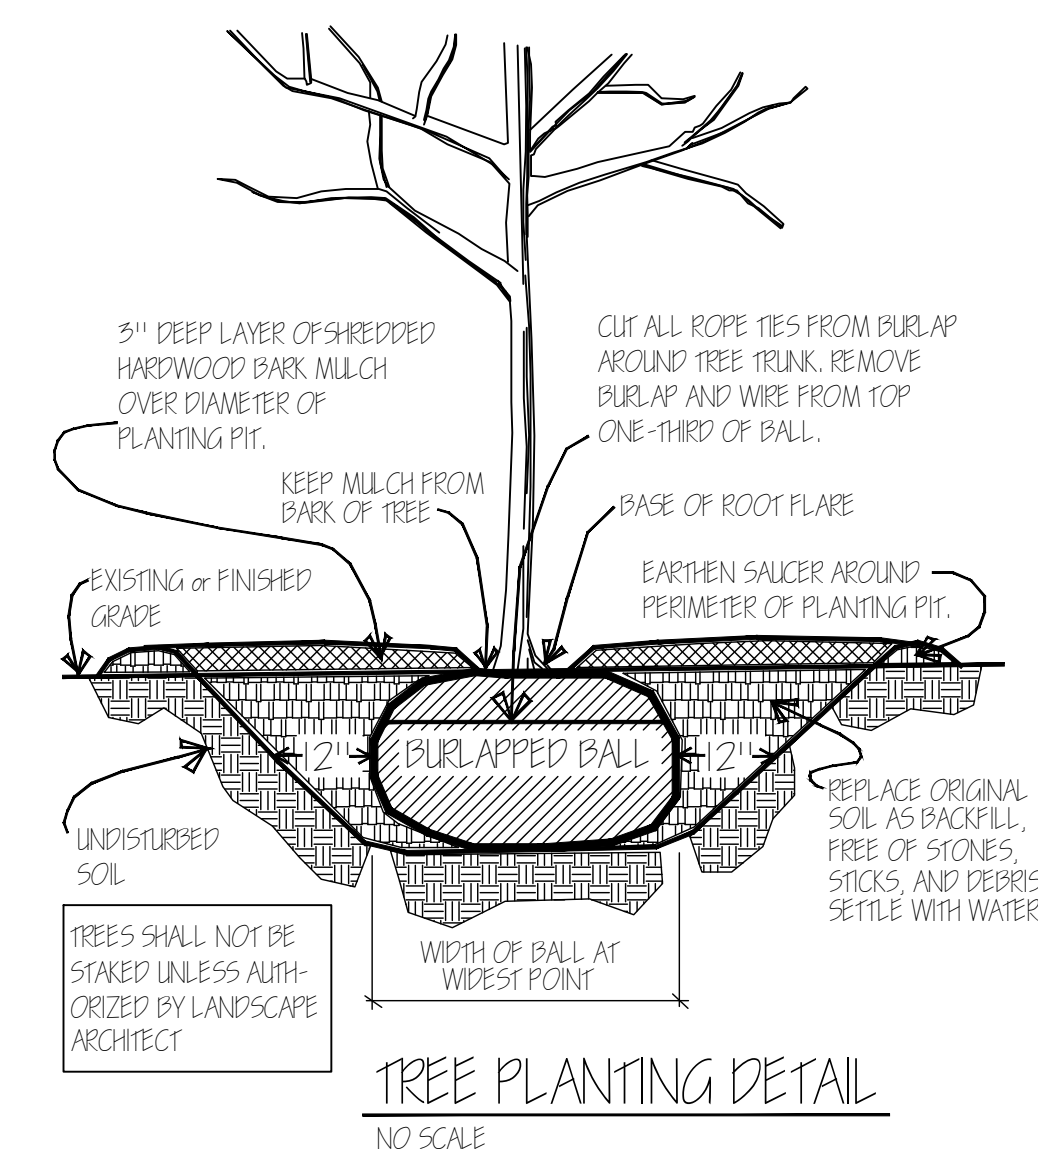 3" DEEP LAYER OFSHREDDED
HARDWOOD BARK MULCH
OVER DIAMETER OF
PLANTING PIT.
CUT ALL ROPE TIES FROM BURLAP
AROUND TREE TRUNK. REMOVE
BURLAP AND WIRE FROM TOP
ONE-THIRD OF BALL.
KEEP MULCH FROM
BARK OF TREE
BASE OF ROOT FLARE
EXISTING or FINISHED
GRADE
EARTHEN SAUCER AROUND
PERIMETER OF PLANTING PIT.
12"
BURLAPPED BALL
12"
REPLACE ORIGINAL
SOIL AS BACKFILL,
FREE OF STONES,
STICKS, AND DEBRIS
SETTLE WITH WATER
UNDISTURBED
SOIL
TREES SHALL NOT BE
STAKED UNLESS AUTH-
ORIZED BY LANDSCAPE
ARCHITECT
WIDTH OF BALL AT
WIDEST POINT
TREE PLANTING DETAIL
NO SCALE